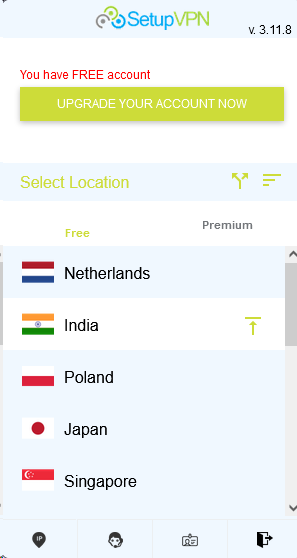 SetupVPN
v. 3.11.8
You have FREE account
UPGRADE YOUR ACCOUNT NOW
Select Location
Free Premium
Netherlands
India
Poland
Japan
Singapore
IP